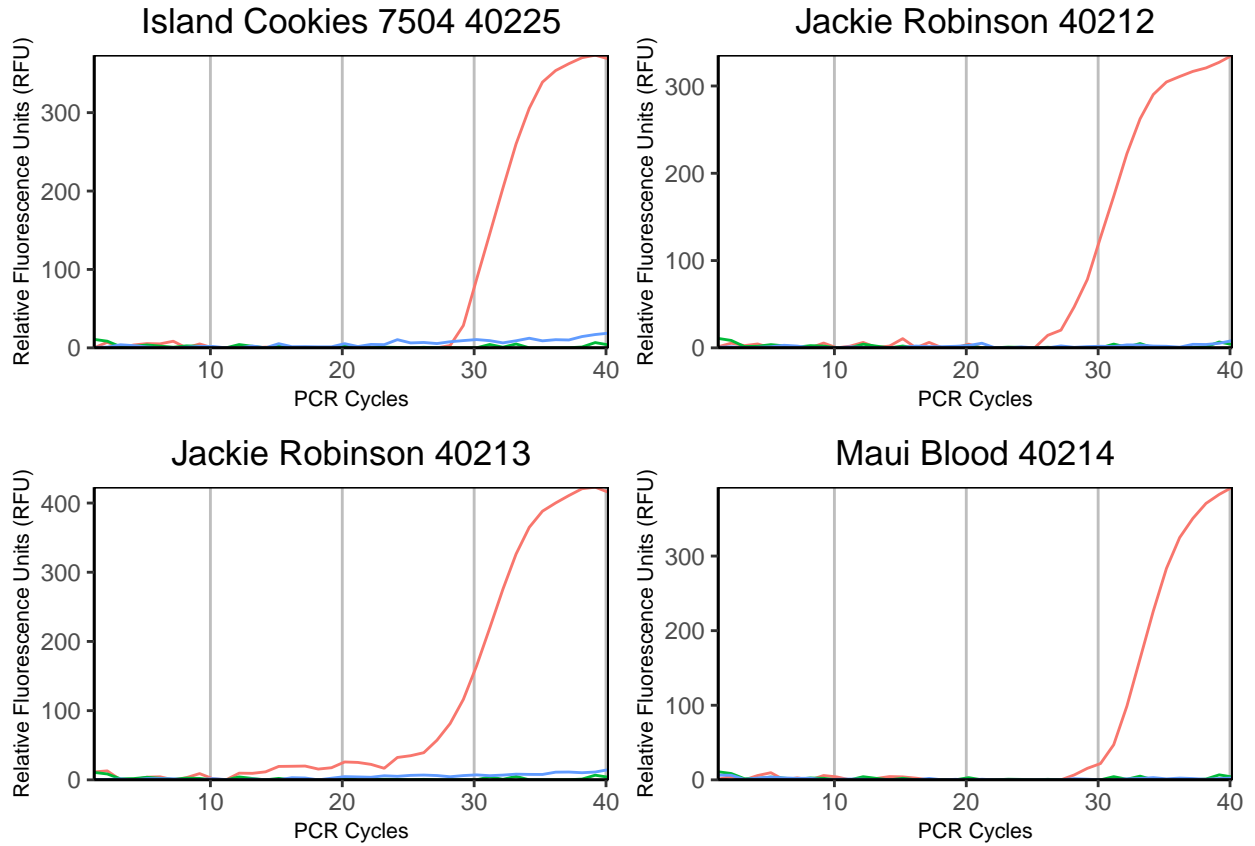 Island Cookies 7504 40225
Relative Fluorescence Units (RFU)
300
200
100
0
10
20
30
40
PCR Cycles
Jackie Robinson 40212
Relative Fluorescence Units (RFU)
300
200
100
0
10
20
30
40
PCR Cycles
Jackie Robinson 40213
Relative Fluorescence Units (RFU)
400
300
200
100
0
10
20
30
40
PCR Cycles
Maui Blood 40214
Relative Fluorescence Units (RFU)
300
200
100
0
10
20
30
40
PCR Cycles